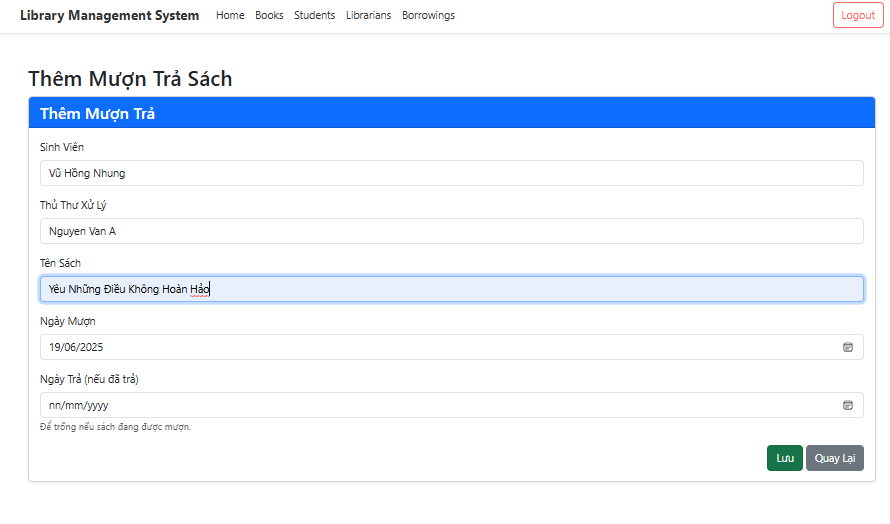 Library Management System Home Books Students Librarians Borrowings Logout
Thêm Mượn Trả Sách
Thêm Mượn Trả
Sinh Viên
Vũ Hồng Nhung
Thủ Thư Xử Lý
Nguyen Van A
Tên Sách
Yêu Những Điều Không Hoàn Hảo
Ngày Mượn
19/06/2025
Ngày Trả (nếu đã trả)
nn/mm/yyyy
Để trống nếu sách đang được mượn.
Lưu Quay Lại